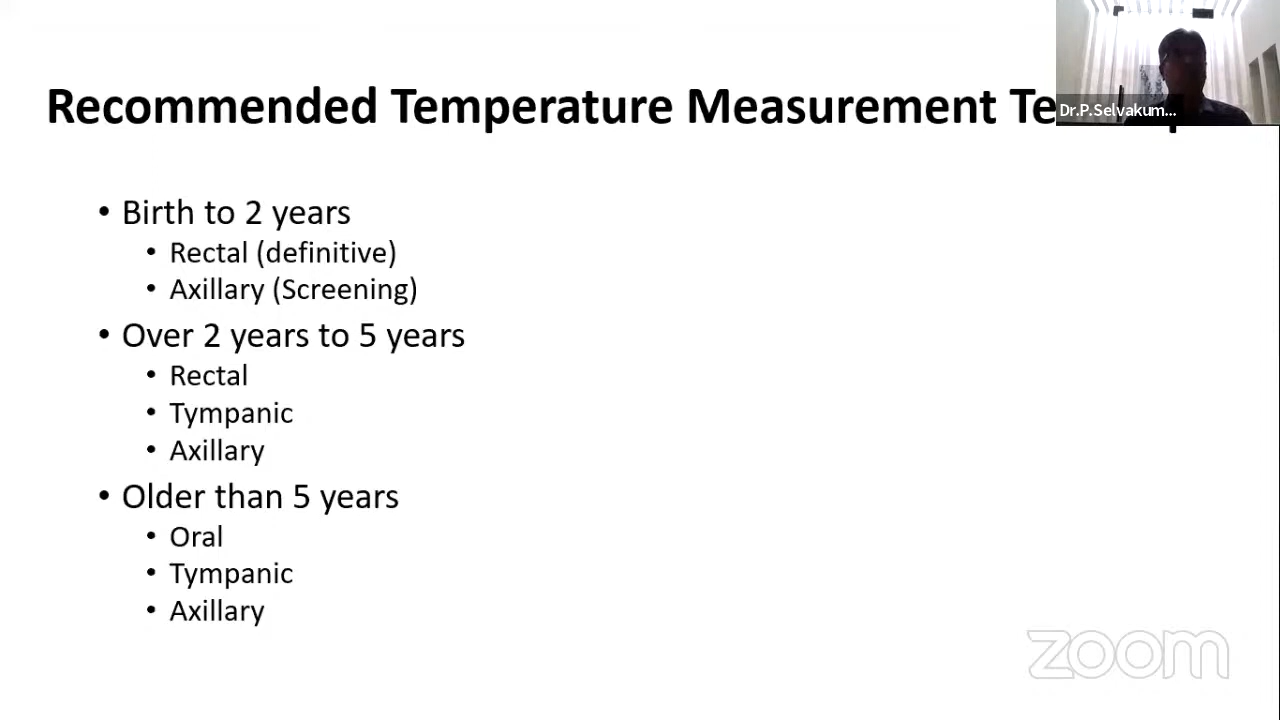 Recommended Temperature Measurement
Dr.P.Selvakum...
• Birth to 2 years
• Rectal (definitive)
• Axillary (Screening)
• Over 2 years to 5 years
• Rectal
• Tympanic
• Axillary
• Older than 5 years
• Oral
• Tympanic
• Axillary
zoom